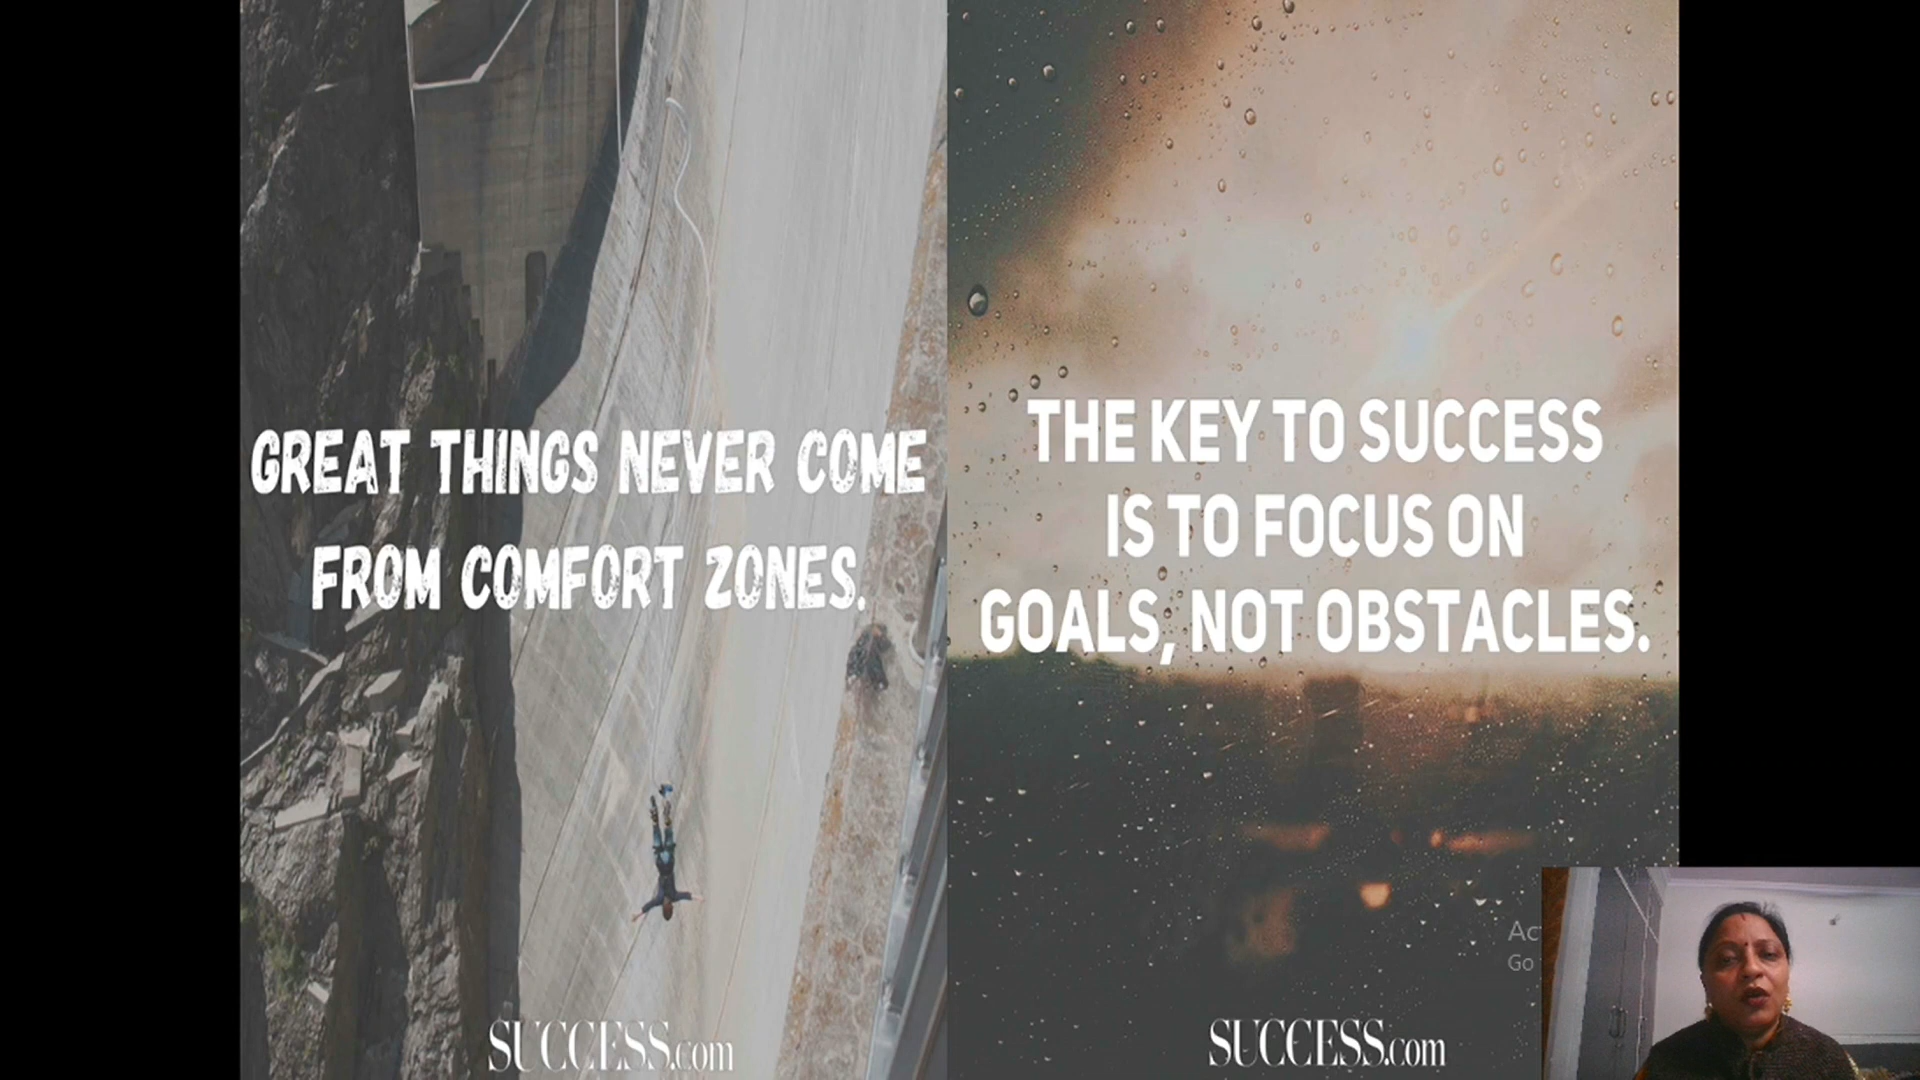 GREAT THINGS NEVER COME
FROM COMFORT ZONES.
SUCCESS.com
THE KEY TO SUCCESS
IS TO FOCUS ON
GOALS, NOT OBSTACLES.
SUCCESS.com
Go